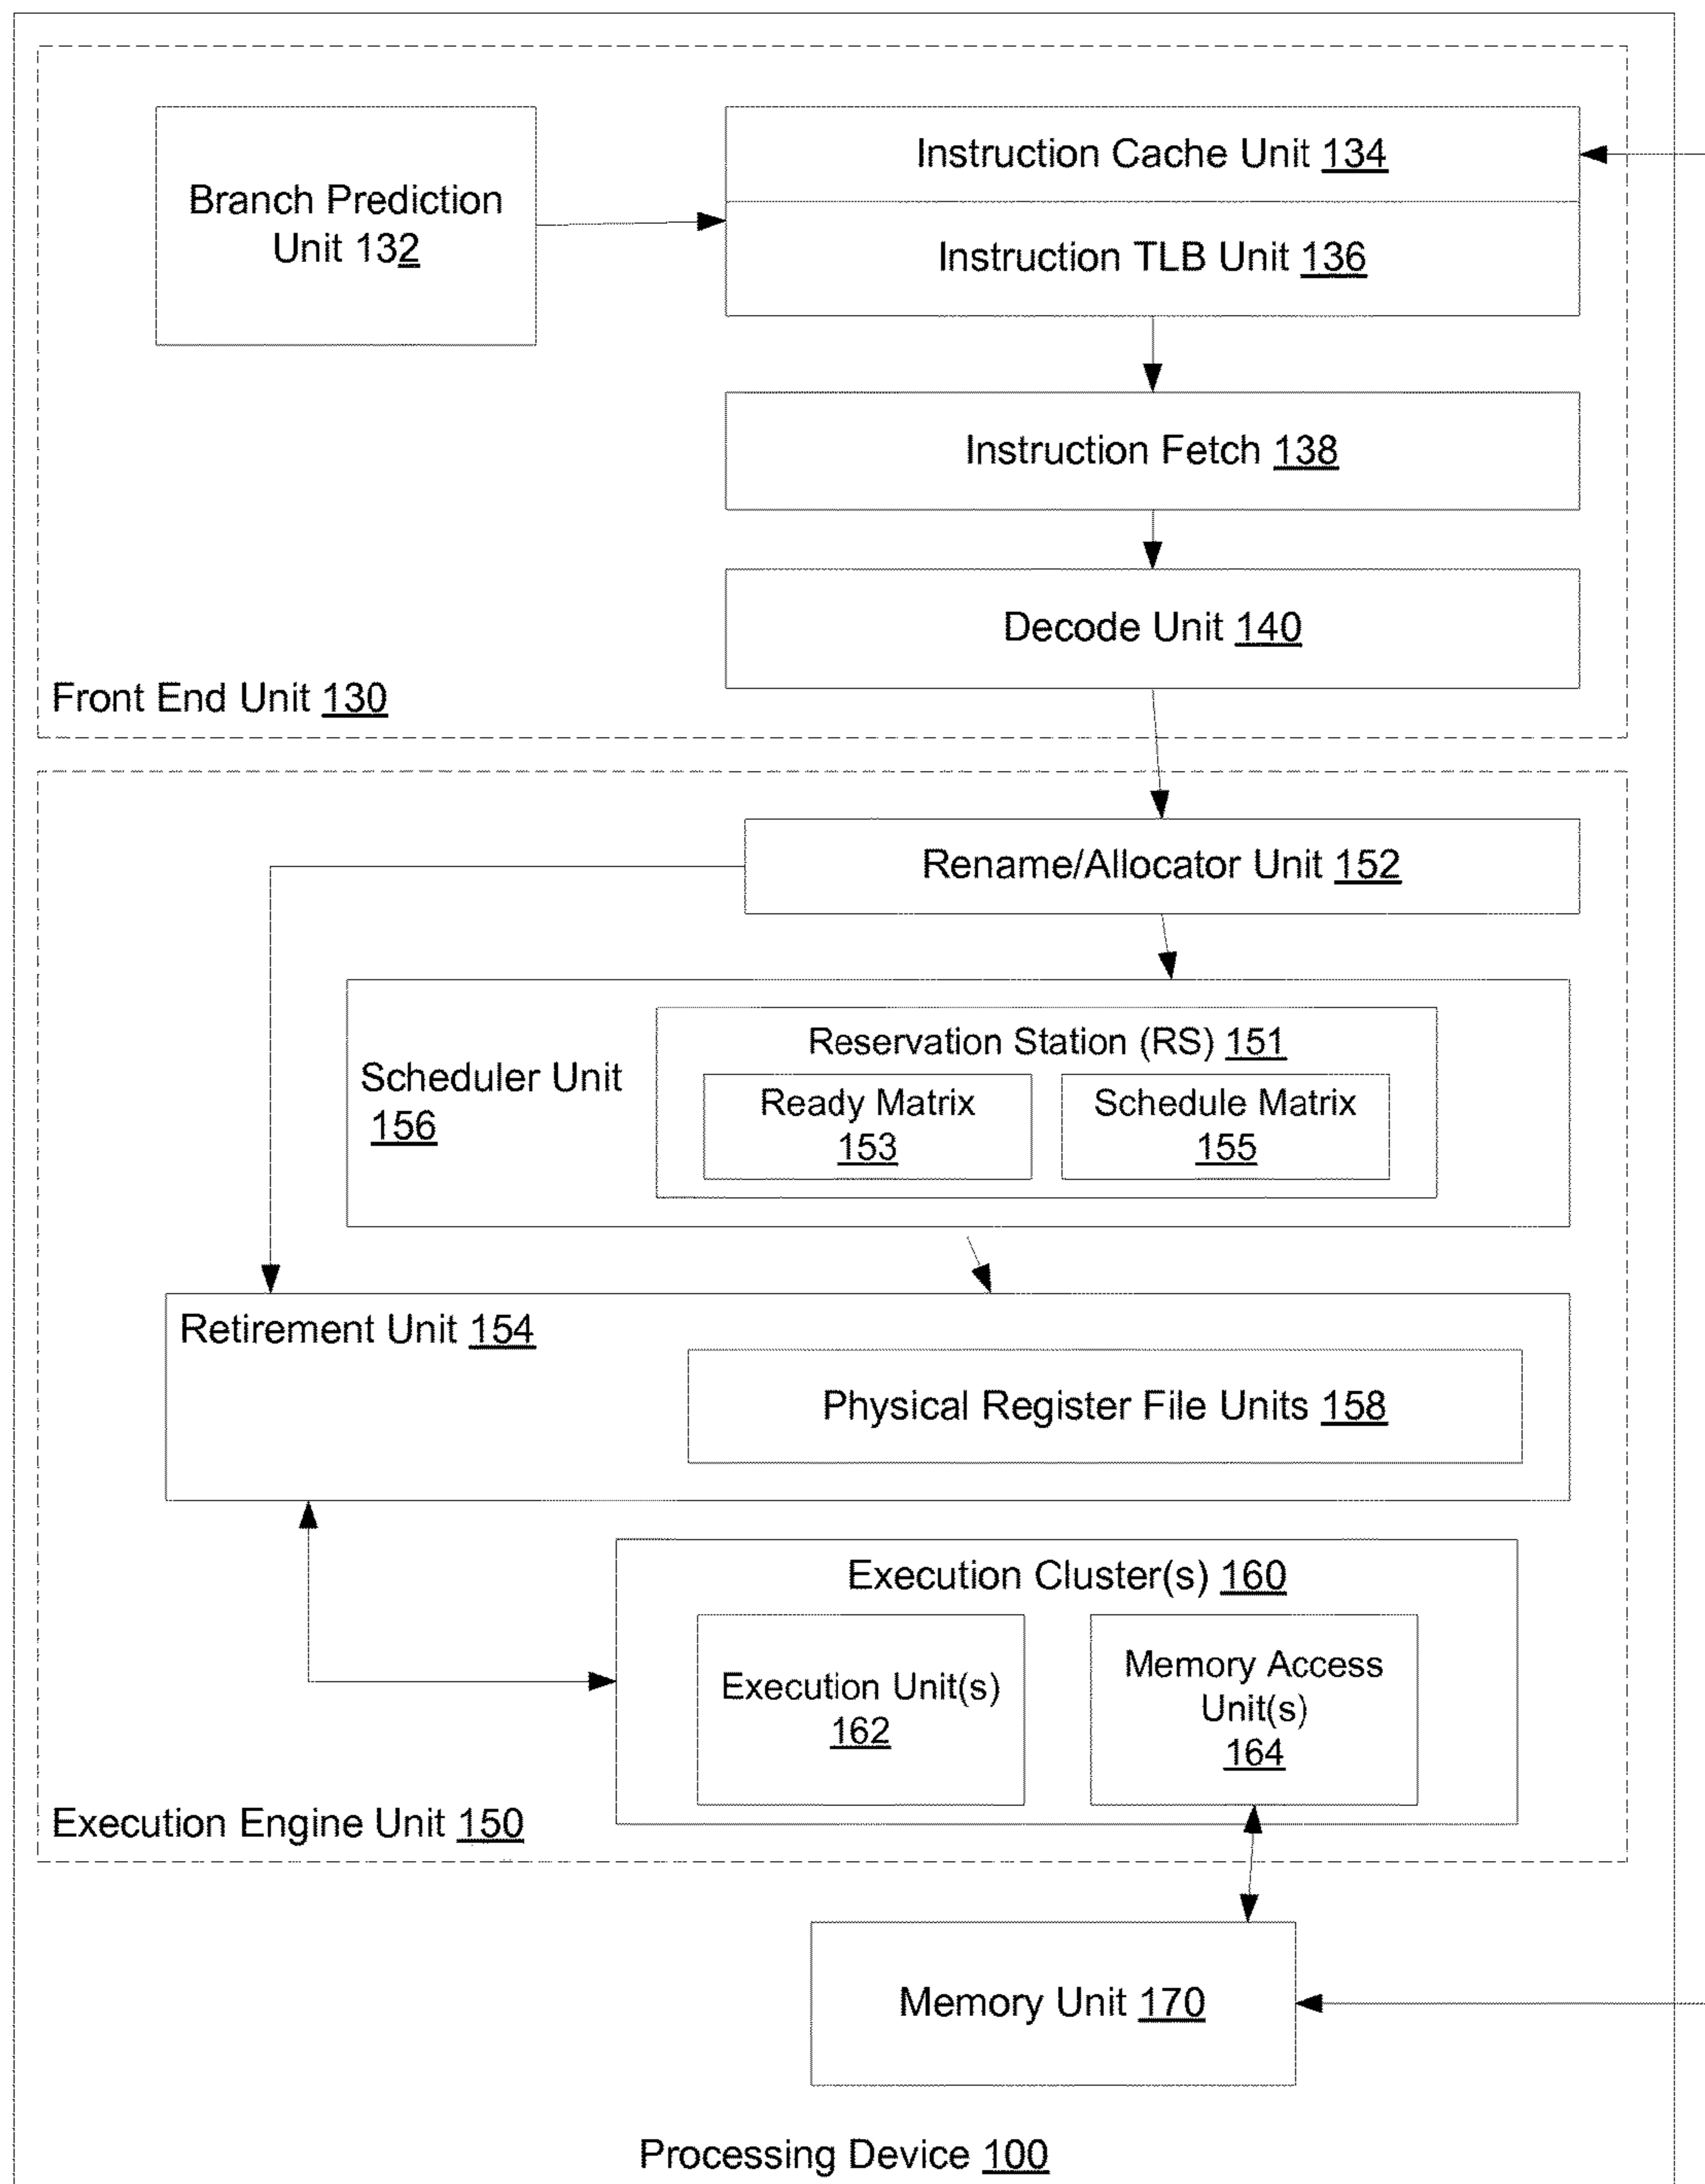 Branch Prediction
Unit 132
Instruction Cache Unit 134
Instruction TLB Unit 136
Instruction Fetch 138
Decode Unit 140
Front End Unit 130
Rename/Allocator Unit 152
Scheduler Unit
156
Reservation Station (RS) 151
Ready Matrix
153
Schedule Matrix
155
Retirement Unit 154
Physical Register File Units 158
Execution Cluster(s) 160
Execution Unit(s)
162
Memory Access
Unit(s)
164
Execution Engine Unit 150
Memory Unit 170
Processing Device 100